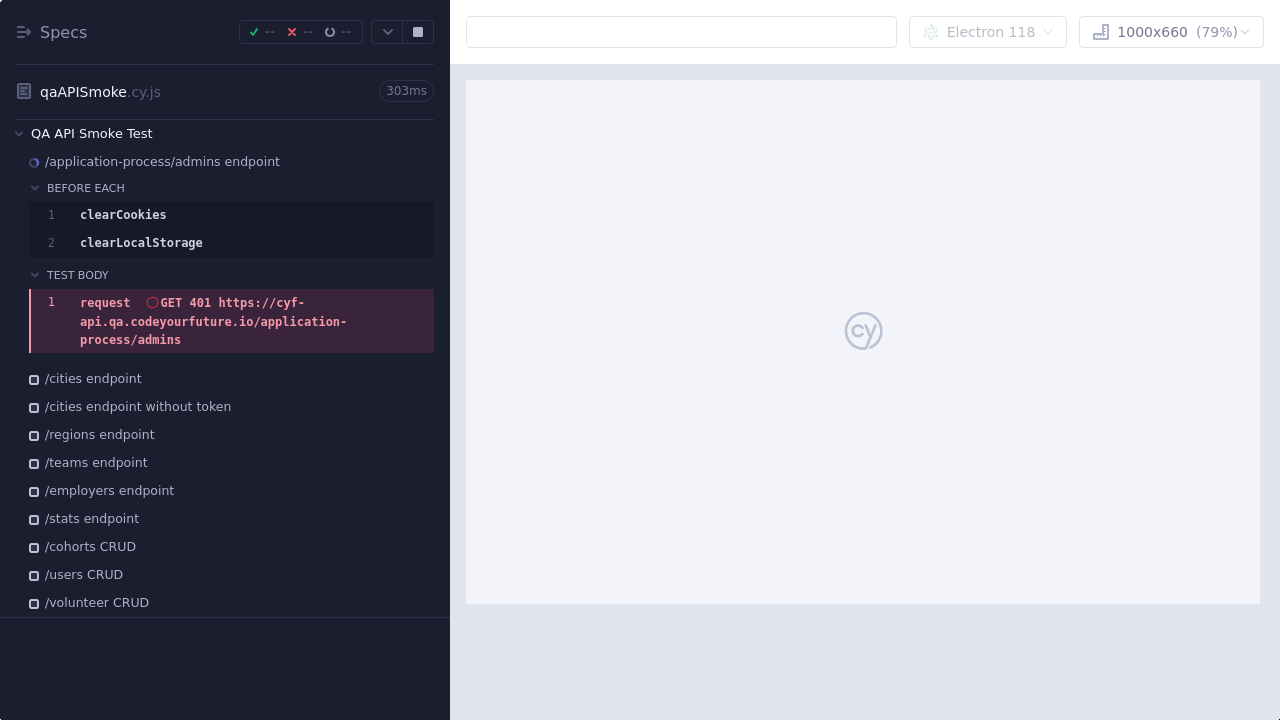 Specs
--
--
--
Electron 118
1000x660 (79%)
qaAPISmoke.cy.js
303ms
QA API Smoke Test
/application-process/admins endpoint
BEFORE EACH
1 clearCookies
2 clearLocalStorage
TEST BODY
1 request GET 401 https://cyf-
api.qa.codeyourfuture.io/application-
process/admins
/cities endpoint
/cities endpoint without token
/regions endpoint
/teams endpoint
/employers endpoint
/stats endpoint
/cohorts CRUD
/users CRUD
/volunteer CRUD
cy